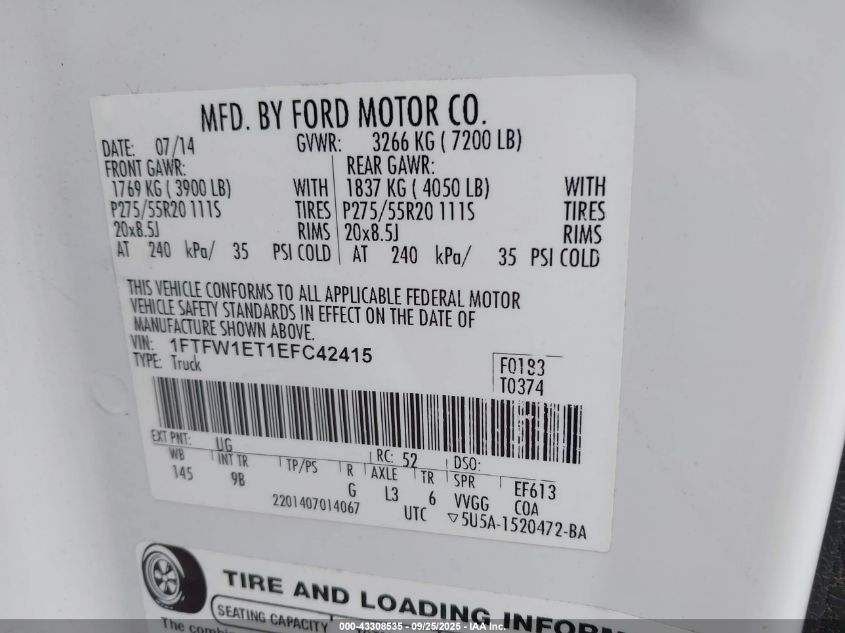 MFD. BY FORD MOTOR CO.
DATE: 07/14 GVWR: 3266 KG ( 7200 LB)
FRONT GAWR: REAR GAWR:
1769 KG ( 3900 LB) WITH 1837 KG ( 4050 LB) WITH
P275/55R20 111S TIRES P275/55R20 111S TIRES
20x8.5J RIMS 20x8.5J RIMS
AT 240 kPa/ 35 PSI COLD AT 240 kPa/ 35 PSI COLD
THIS VEHICLE CONFORMS TO ALL APPLICABLE FEDERAL MOTOR
VEHICLE SAFETY STANDARDS IN EFFECT ON THE DATE OF
MANUFACTURE SHOWN ABOVE.
VIN: 1FTFW1ET1EFC42415
TYPE: Truck
F0183
T0374
EXT PNT: UG RC: 52 DSO:
WB INT TR TP/PS R AXLE TR SPR EF613
145 9B G L3 6 VVGG COA
2201407014067 UTC ▽5U5A-1520472-BA
TIRE AND LOADING INFORM
SEATING CAPACITY
The combin
000-43308535 - 09/25/2025 - IAA Inc.